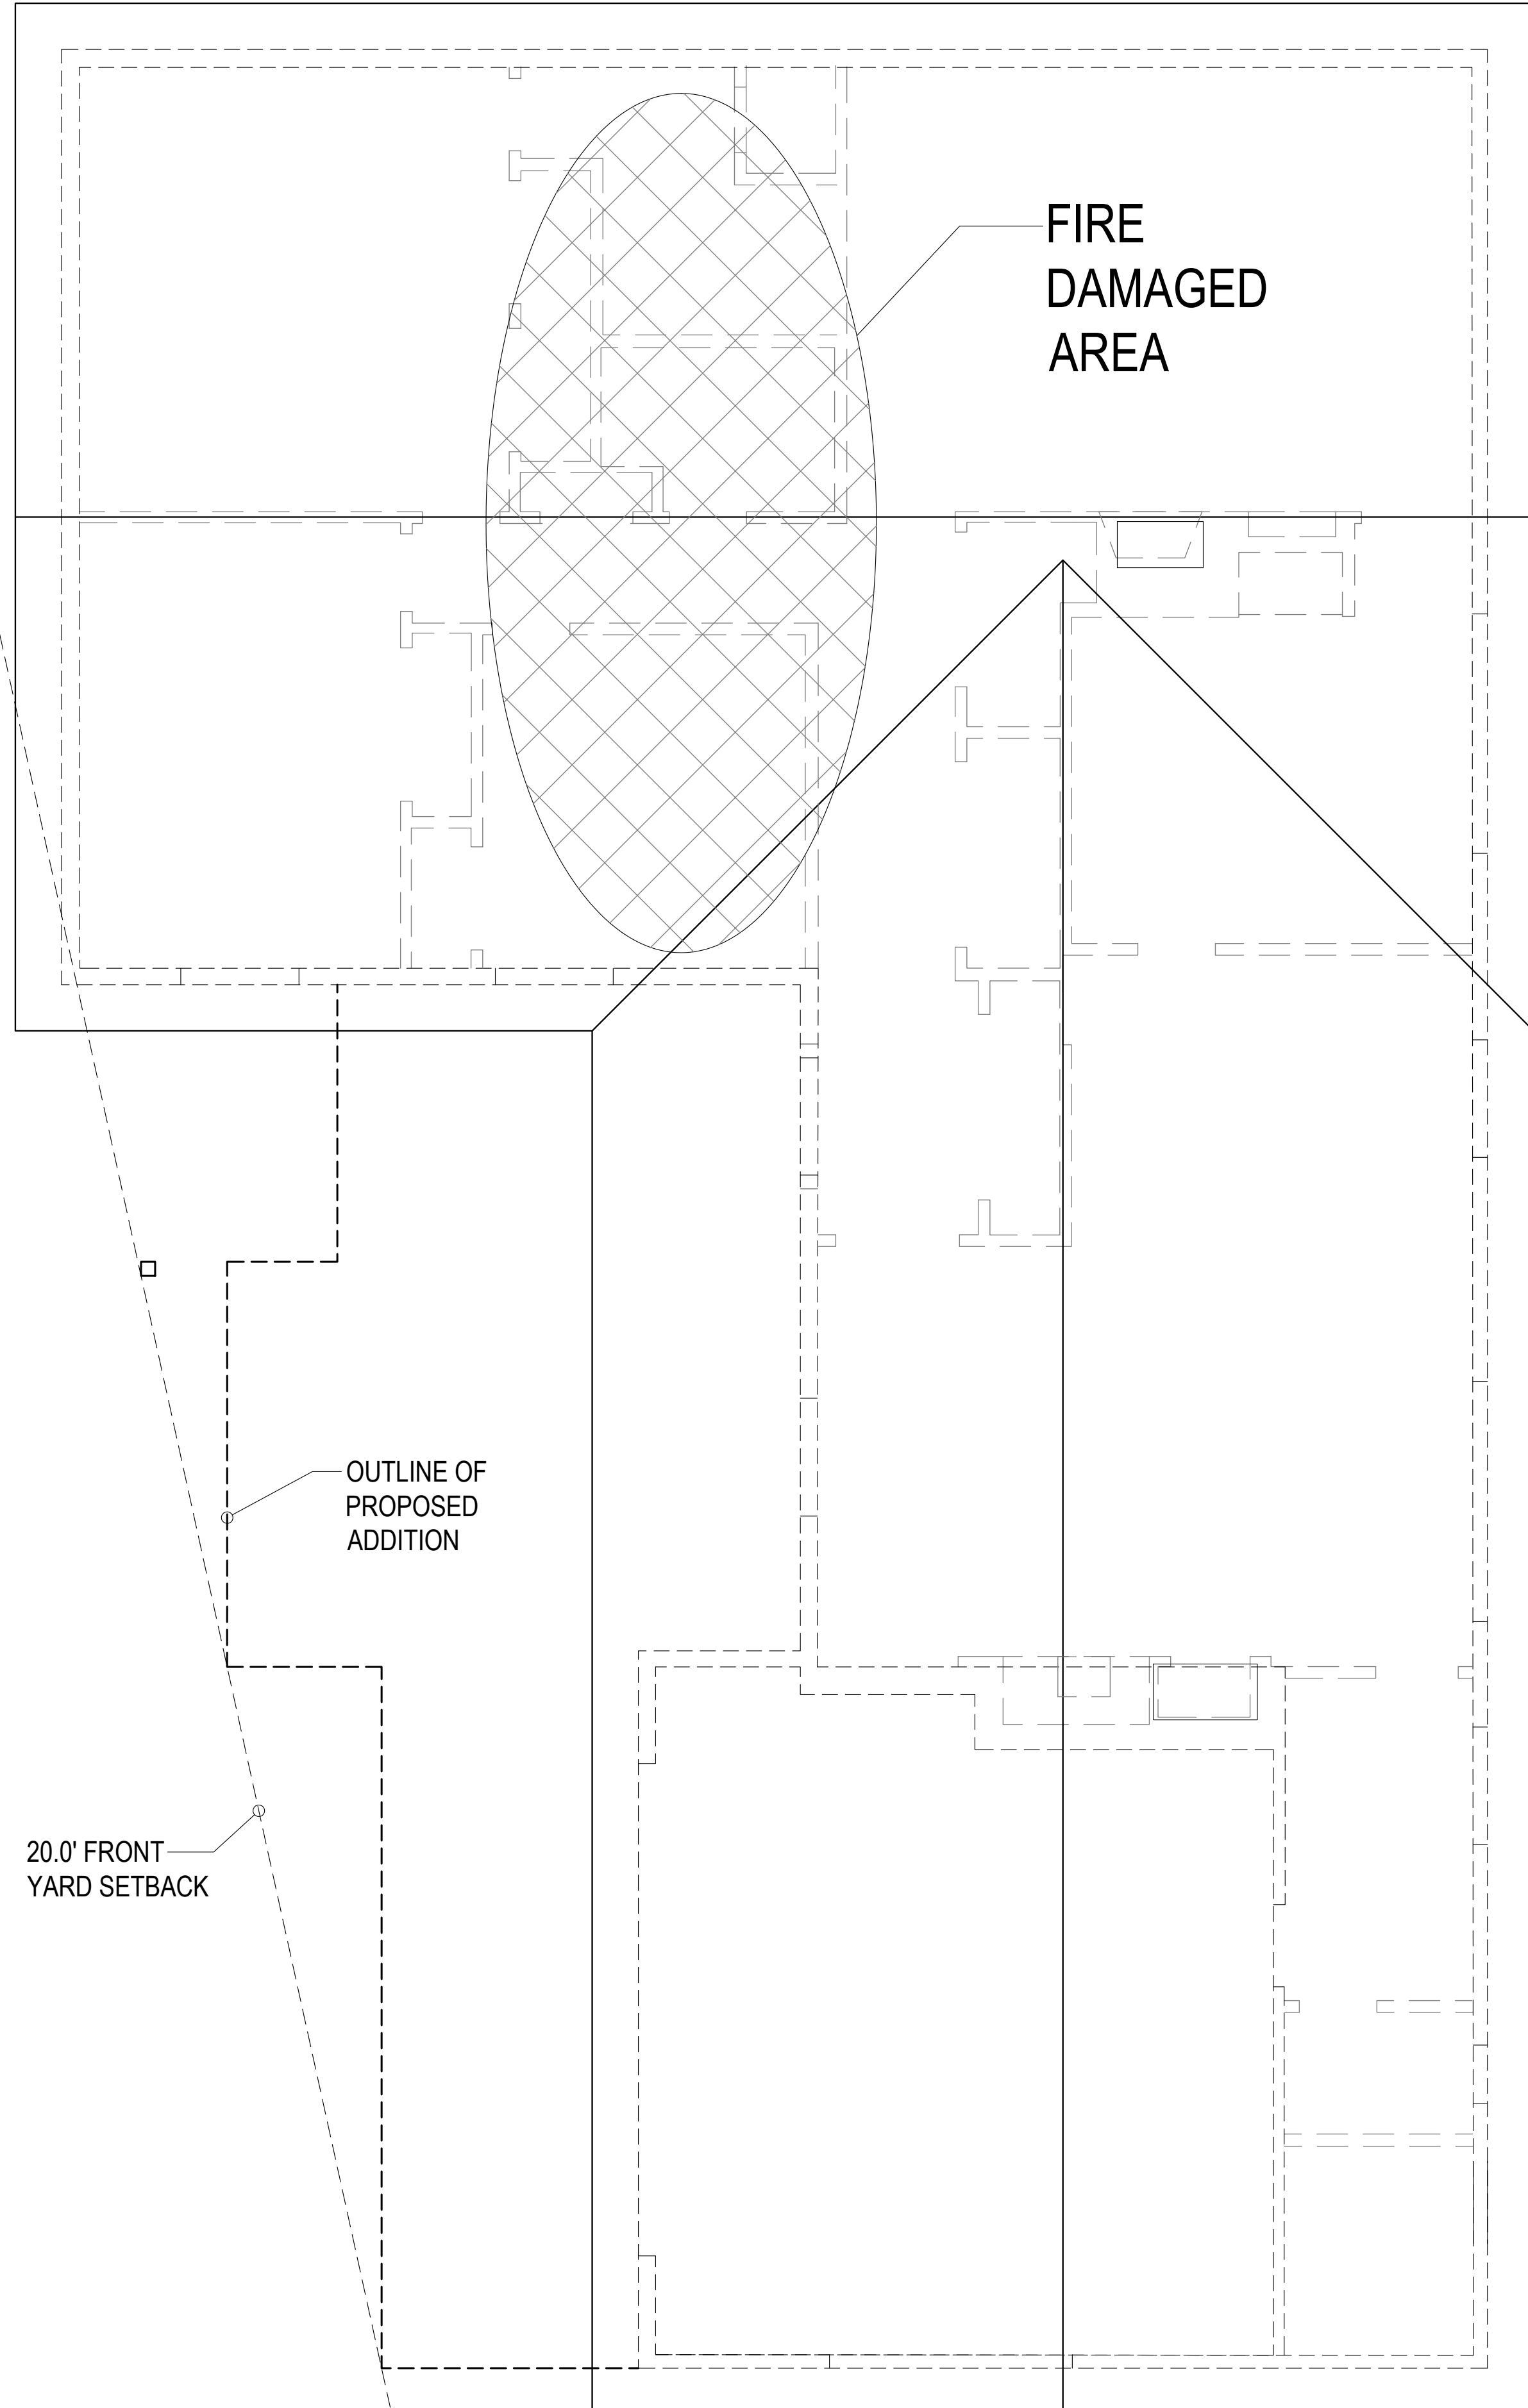 FIRE
DAMAGED
AREA
OUTLINE OF
PROPOSED
ADDITION
20.0' FRONT
YARD SETBACK